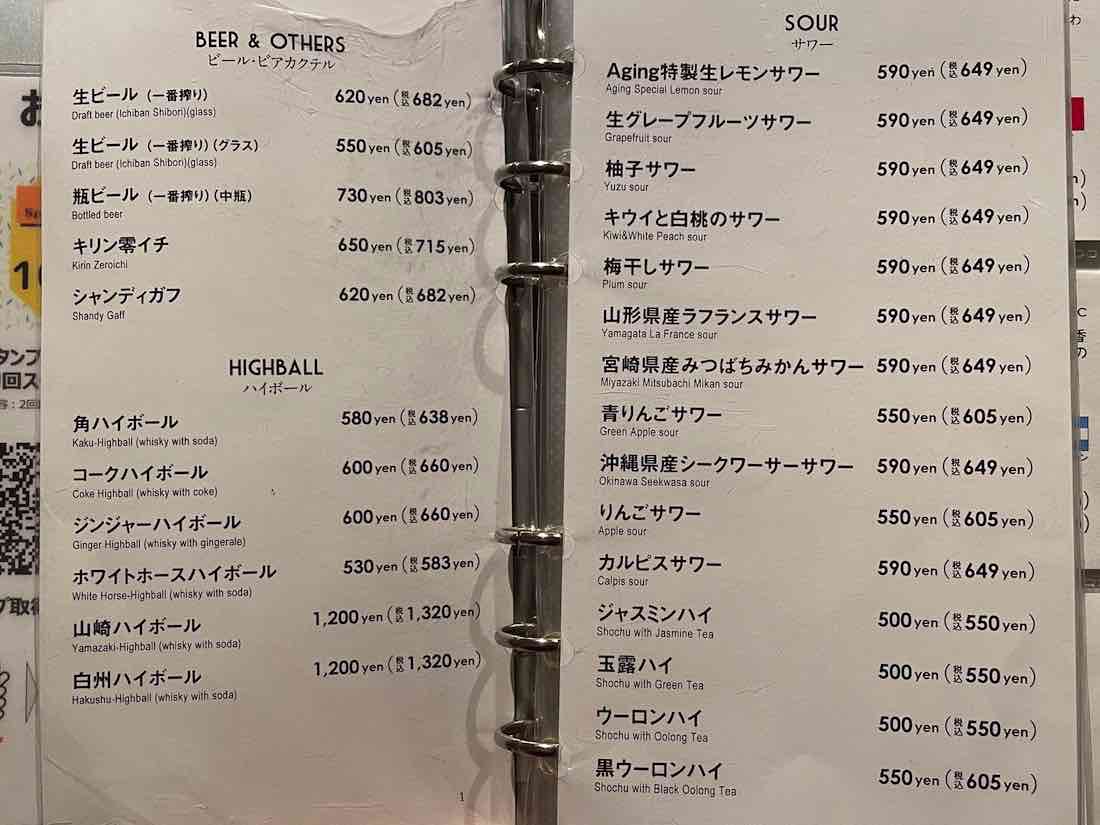 BEER & OTHERS
ビール・ビアカクテル
生ビール（一番搾り） 620yen（税込682yen）
Draft beer (Ichiban Shibori)(glass)
生ビール（一番搾り）（グラス） 550yen（税込605yen）
Draft beer (Ichiban Shibori)(glass)
瓶ビール（一番搾り）（中瓶） 730yen（税込803yen）
Bottled beer
キリン零イチ 650yen（税込715yen）
Kirin Zeroichi
シャンディガフ 620yen（税込682yen）
Shandy Gaff
HIGHBALL
ハイボール
角ハイボール 580yen（税込638yen）
Kaku-Highball (whisky with soda)
コークハイボール 600yen（税込660yen）
Coke Highball (whisky with coke)
ジンジャーハイボール 600yen（税込660yen）
Ginger-Highball (whisky with gingerale)
ホワイトホースハイボール 530yen（税込583yen）
White Horse-Highball (whisky with soda)
山崎ハイボール 1,200yen（税込1,320yen）
Yamazaki-Highball (whisky with soda)
白州ハイボール 1,200yen（税込1,320yen）
Hakushu-Highball (whisky with soda)
1
SOUR
サワー
Aging特製生レモンサワー 590yen（税込649yen）
Aging Special Lemon sour
生グレープフルーツサワー 590yen（税込649yen）
Grapefruit sour
柚子サワー 590yen（税込649yen）
Yuzu sour
キウイと白桃のサワー 590yen（税込649yen）
Kiwi&White Peach sour
梅干しサワー 590yen（税込649yen）
Plum sour
山形県産ラフランスサワー 590yen（税込649yen）
Yamagata La France sour
宮崎県産みつばちみかんサワー 590yen（税込649yen）
Miyazaki Mitsubachi Mikan sour
青りんごサワー 550yen（税込605yen）
Green Apple sour
沖縄県産シークワーサーサワー 590yen（税込649yen）
Okinawa Seekwasa sour
りんごサワー 550yen（税込605yen）
Apple sour
カルピスサワー 590yen（税込649yen）
Calpis sour
ジャスミンハイ 500yen（税込550yen）
Shochu with Jasmine Tea
玉露ハイ 500yen（税込550yen）
Shochu with Green Tea
ウーロンハイ 500yen（税込550yen）
Shochu with Oolong Tea
黒ウーロンハイ 550yen（税込605yen）
Shochu with Black Oolong Tea